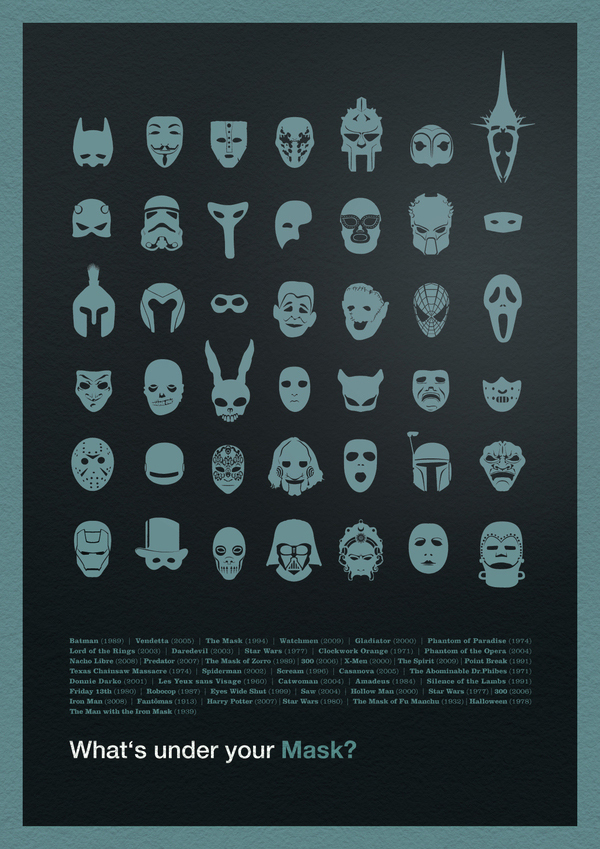 Batman (1989) | Vendetta (2005) | The Mask (1994) | Watchmen (2009) | Gladiator (2000) | Phantom of Paradise (1974)
Lord of the Rings (2003) | Daredevil (2003) | Star Wars (1977) | Clockwork Orange (1971) | Phantom of the Opera (2004)
Nacho Libre (2008) | Predator (2007) | The Mask of Zorro (1989) | 300 (2006) | X-Men (2000) | The Spirit (2009) | Point Break (1991)
Texas Chainsaw Massacre (1974) | Spiderman (2002) | Scream (1996) | Casanova (2005) | The Abominable Dr.Phibes (1971)
Donnie Darko (2001) | Les Yeux sans Visage (1960) | Catwoman (2004) | Amadeus (1984) | Silence of the Lambs (1991)
Friday 13th (1980) | Robocop (1987) | Eyes Wide Shut (1999) | Saw (2004) | Hollow Man (2000) | Star Wars (1977) | 300 (2006)
Iron Man (2008) | Fantômas (1913) | Harry Potter (2007) | Star Wars (1980) | The Mask of Fu Manchu (1932) | Halloween (1978)
The Man with the Iron Mask (1939)
What‘s under your Mask?